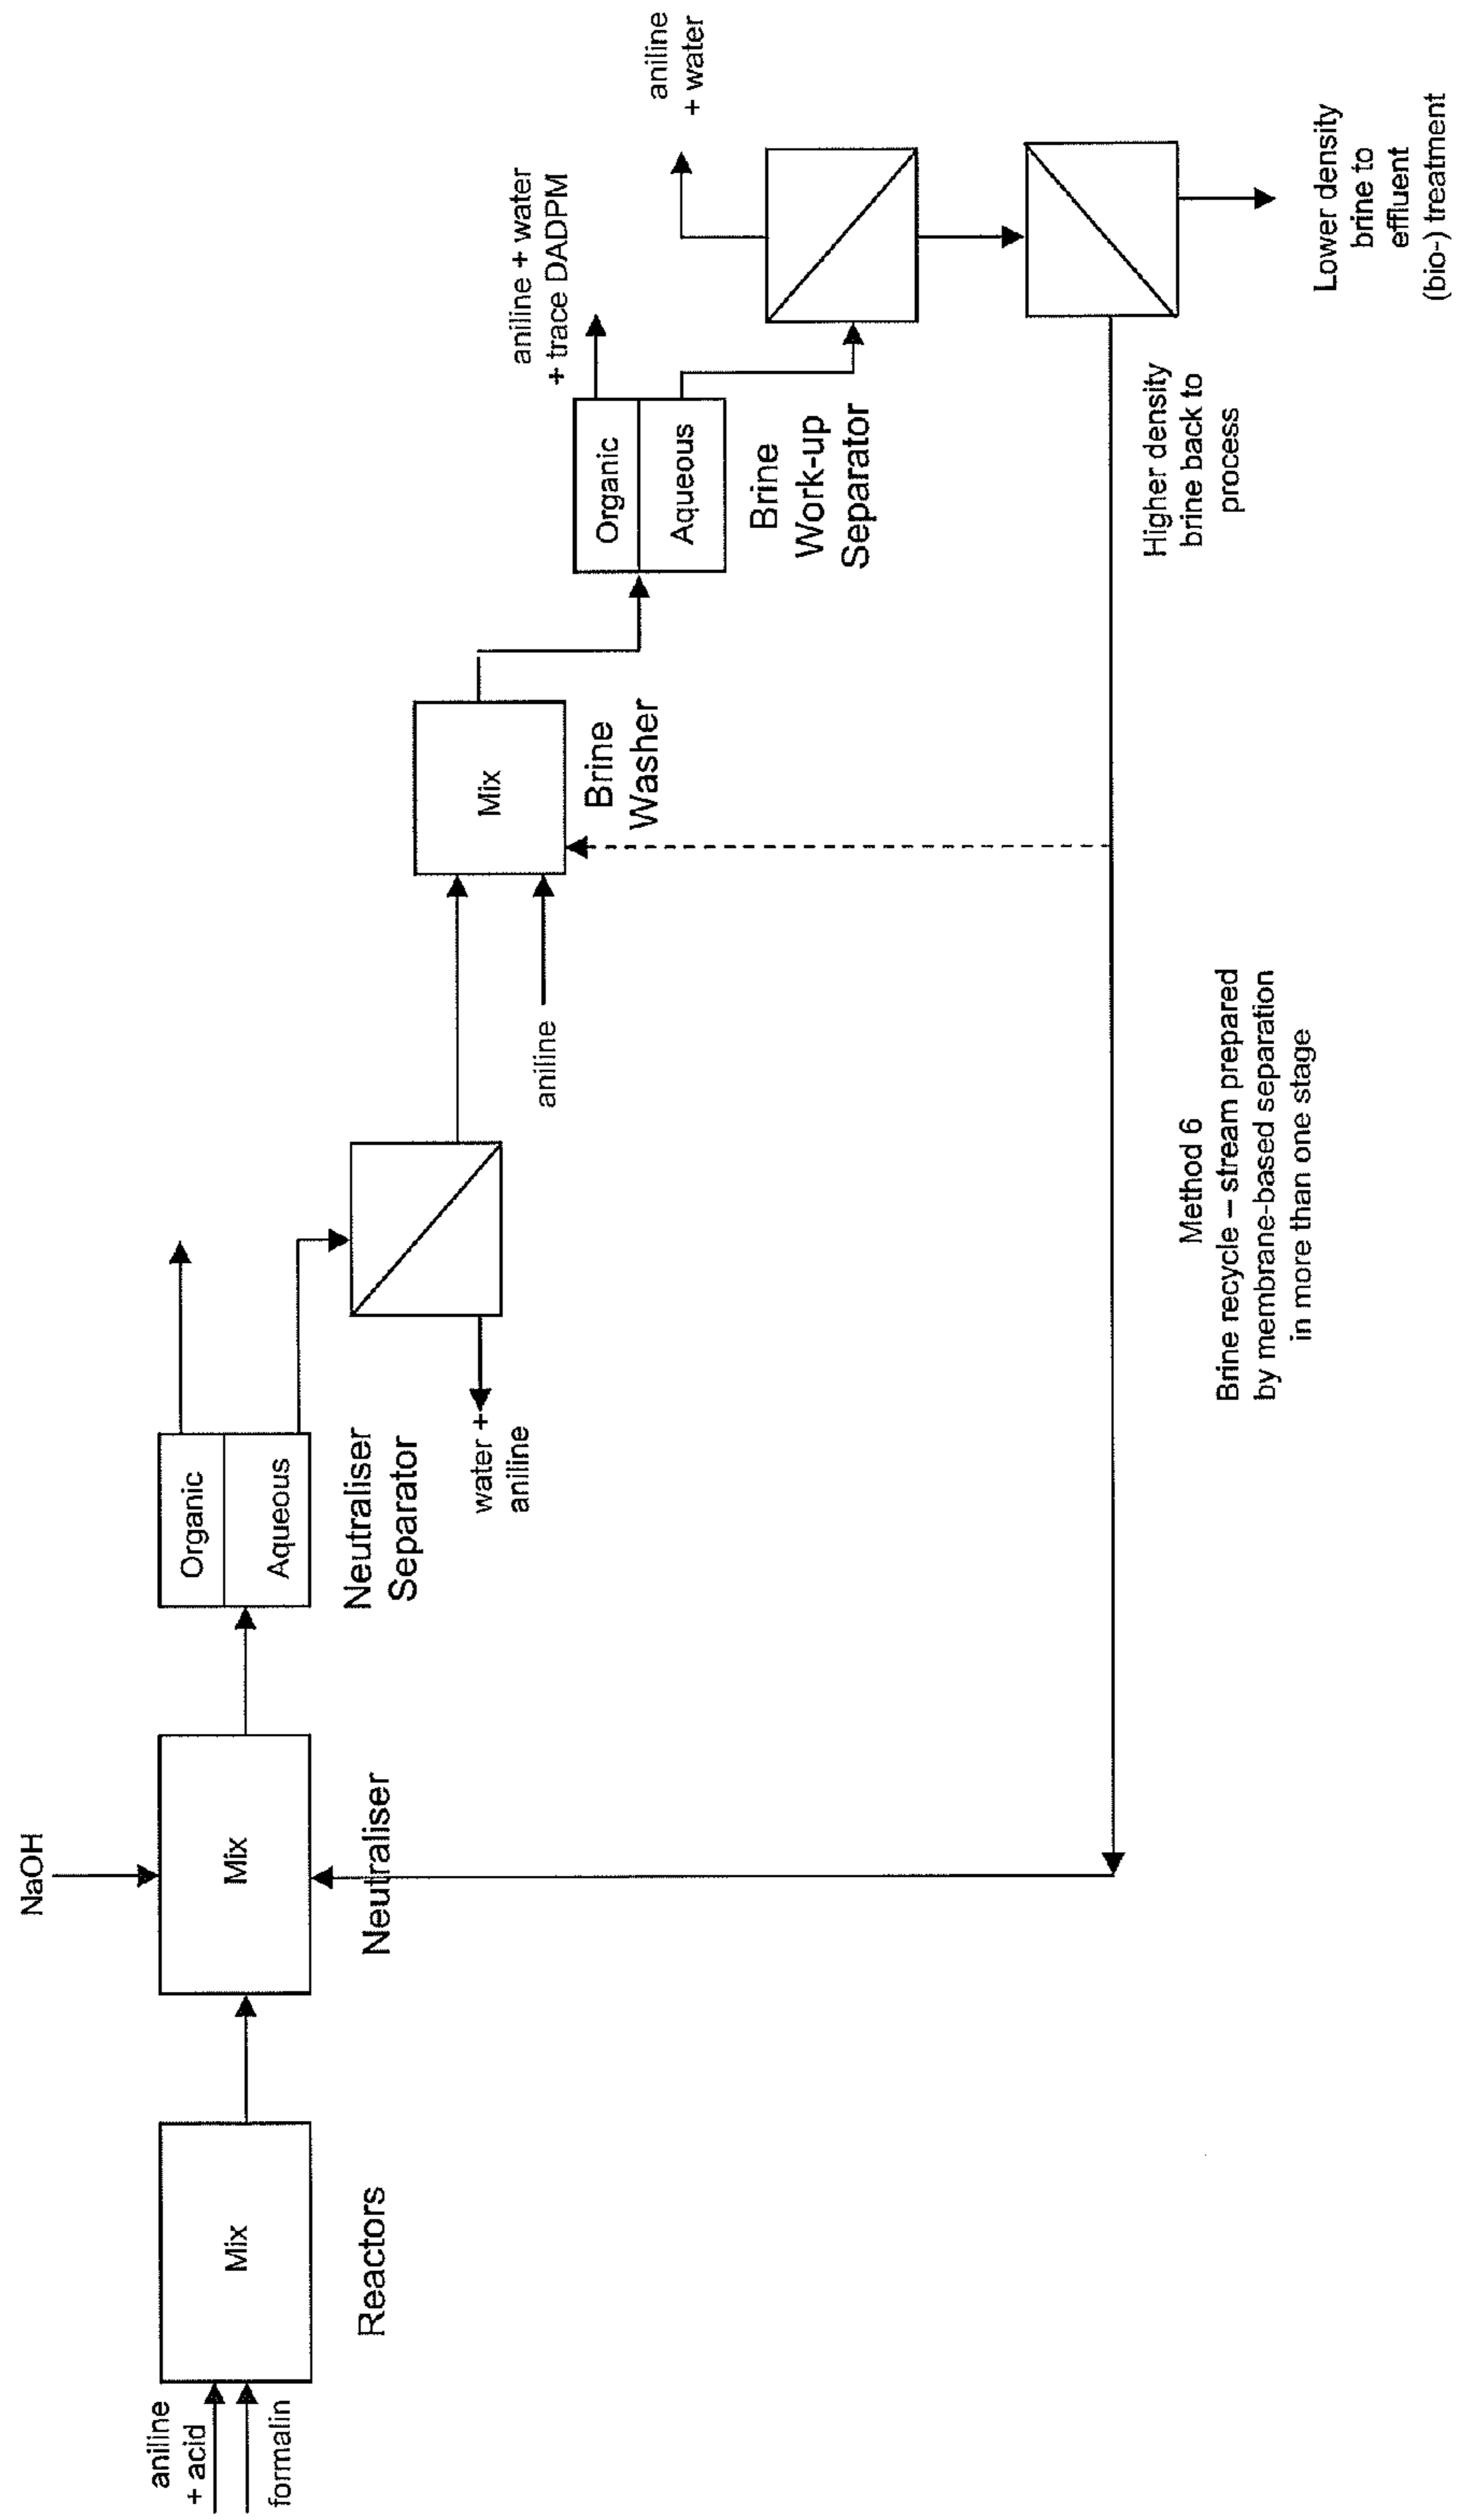 aniline
+ acid
formalin
Mix
Reactors
NaOH
Mix
Neutraliser
Organic
Aqueous
Neutraliser
Separator
water +
aniline
aniline
Mix
Brine
Washer
Organic
Aqueous
Brine
Work-up
Separator
aniline + water
+ trace DADPM
aniline
+ water
Higher density
brine back to
process
Lower density
brine to
effluent
(bio-) treatment
Method 6
Brine recycle – stream prepared
by membrane-based separation
in more than one stage